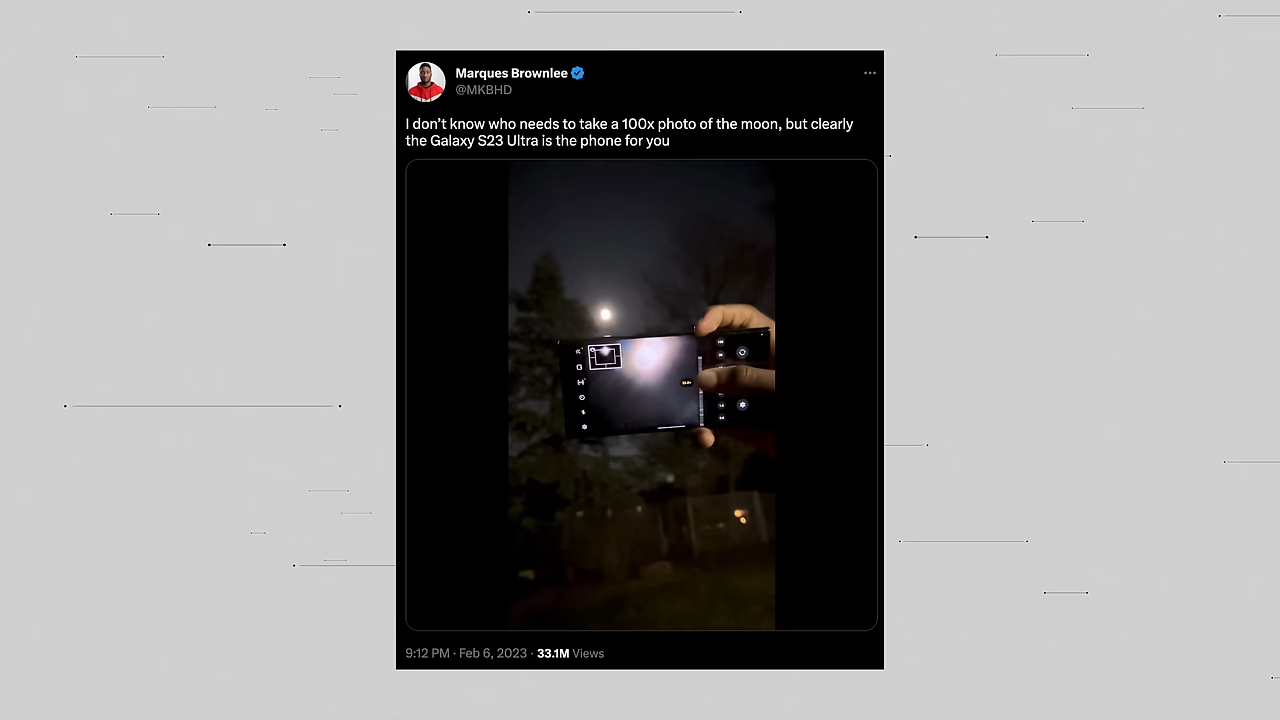 Marques Brownlee
@MKBHD
I don’t know who needs to take a 100x photo of the moon, but clearly
the Galaxy S23 Ultra is the phone for you
9:12 PM · Feb 6, 2023 · 33.1M Views